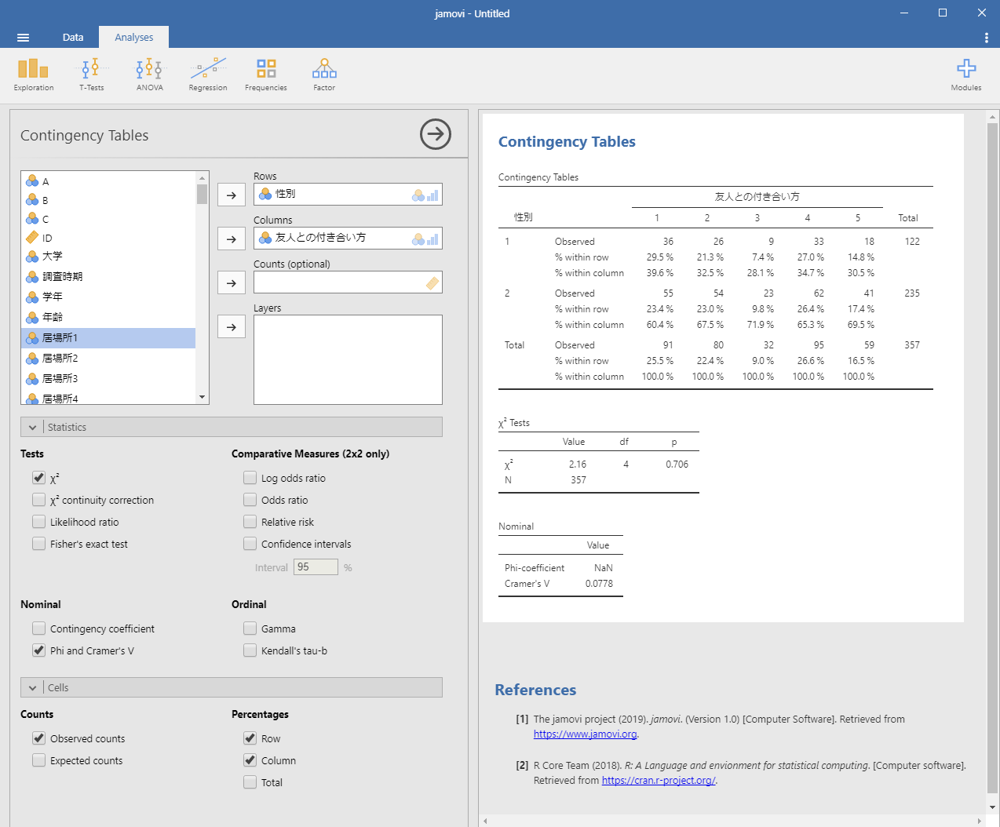 jamovi - Untitled
Data Analyses
Exploration T-Tests ANOVA Regression Frequencies Factor Modules
Contingency Tables
A
B
C
ID
大学
調査時期
学年
年齢
居場所1
居場所2
居場所3
居場所4
Rows
性別
Columns
友人との付き合い方
Counts (optional)
Layers
Statistics
Tests
χ²
χ² continuity correction
Likelihood ratio
Fisher's exact test
Comparative Measures (2x2 only)
Log odds ratio
Odds ratio
Relative risk
Confidence intervals
Interval 95 %
Nominal
Contingency coefficient
Phi and Cramer's V
Ordinal
Gamma
Kendall's tau-b
Cells
Counts
Observed counts
Expected counts
Percentages
Row
Column
Total
Contingency Tables
Contingency Tables
友人との付き合い方
性別 1 2 3 4 5 Total
1 Observed 36 26 9 33 18 122
% within row 29.5 % 21.3 % 7.4 % 27.0 % 14.8 %
% within column 39.6 % 32.5 % 28.1 % 34.7 % 30.5 %
2 Observed 55 54 23 62 41 235
% within row 23.4 % 23.0 % 9.8 % 26.4 % 17.4 %
% within column 60.4 % 67.5 % 71.9 % 65.3 % 69.5 %
Total Observed 91 80 32 95 59 357
% within row 25.5 % 22.4 % 9.0 % 26.6 % 16.5 %
% within column 100.0 % 100.0 % 100.0 % 100.0 % 100.0 %
χ² Tests
Value df p
χ² 2.16 4 0.706
N 357
Nominal
Value
Phi-coefficient NaN
Cramer's V 0.0778
References
[1] The jamovi project (2019). jamovi. (Version 1.0) [Computer Software]. Retrieved from
https://www.jamovi.org.
[2] R Core Team (2018). R: A Language and envionment for statistical computing. [Computer software].
Retrieved from https://cran.r-project.org/.